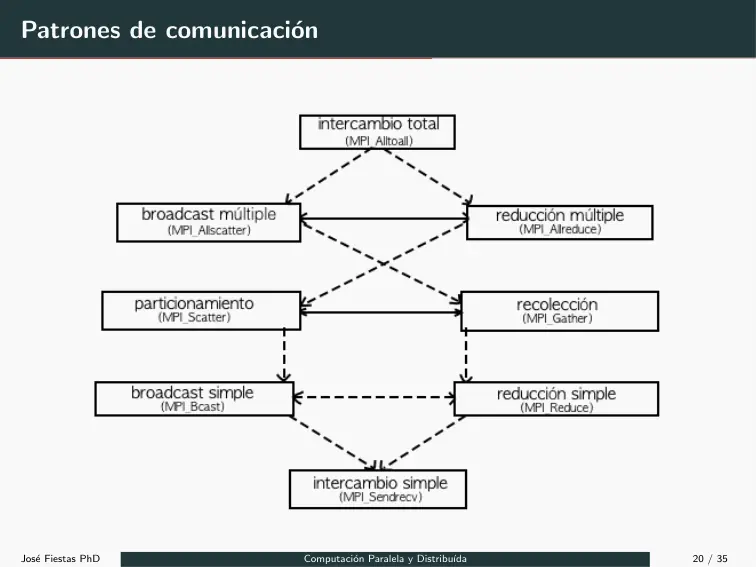 Patrones de comunicación
intercambio total
(MPI_Alltoall)
broadcast múltiple
(MPI_Allscatter)
reducción múltiple
(MPI_Allreduce)
particionamiento
(MPI_Scatter)
recolección
(MPI_Gather)
broadcast simple
(MPI_Bcast)
reducción simple
(MPI_Reduce)
intercambio simple
(MPI_Sendrecv)
José Fiestas PhD
Computación Paralela y Distribuída
20 / 35